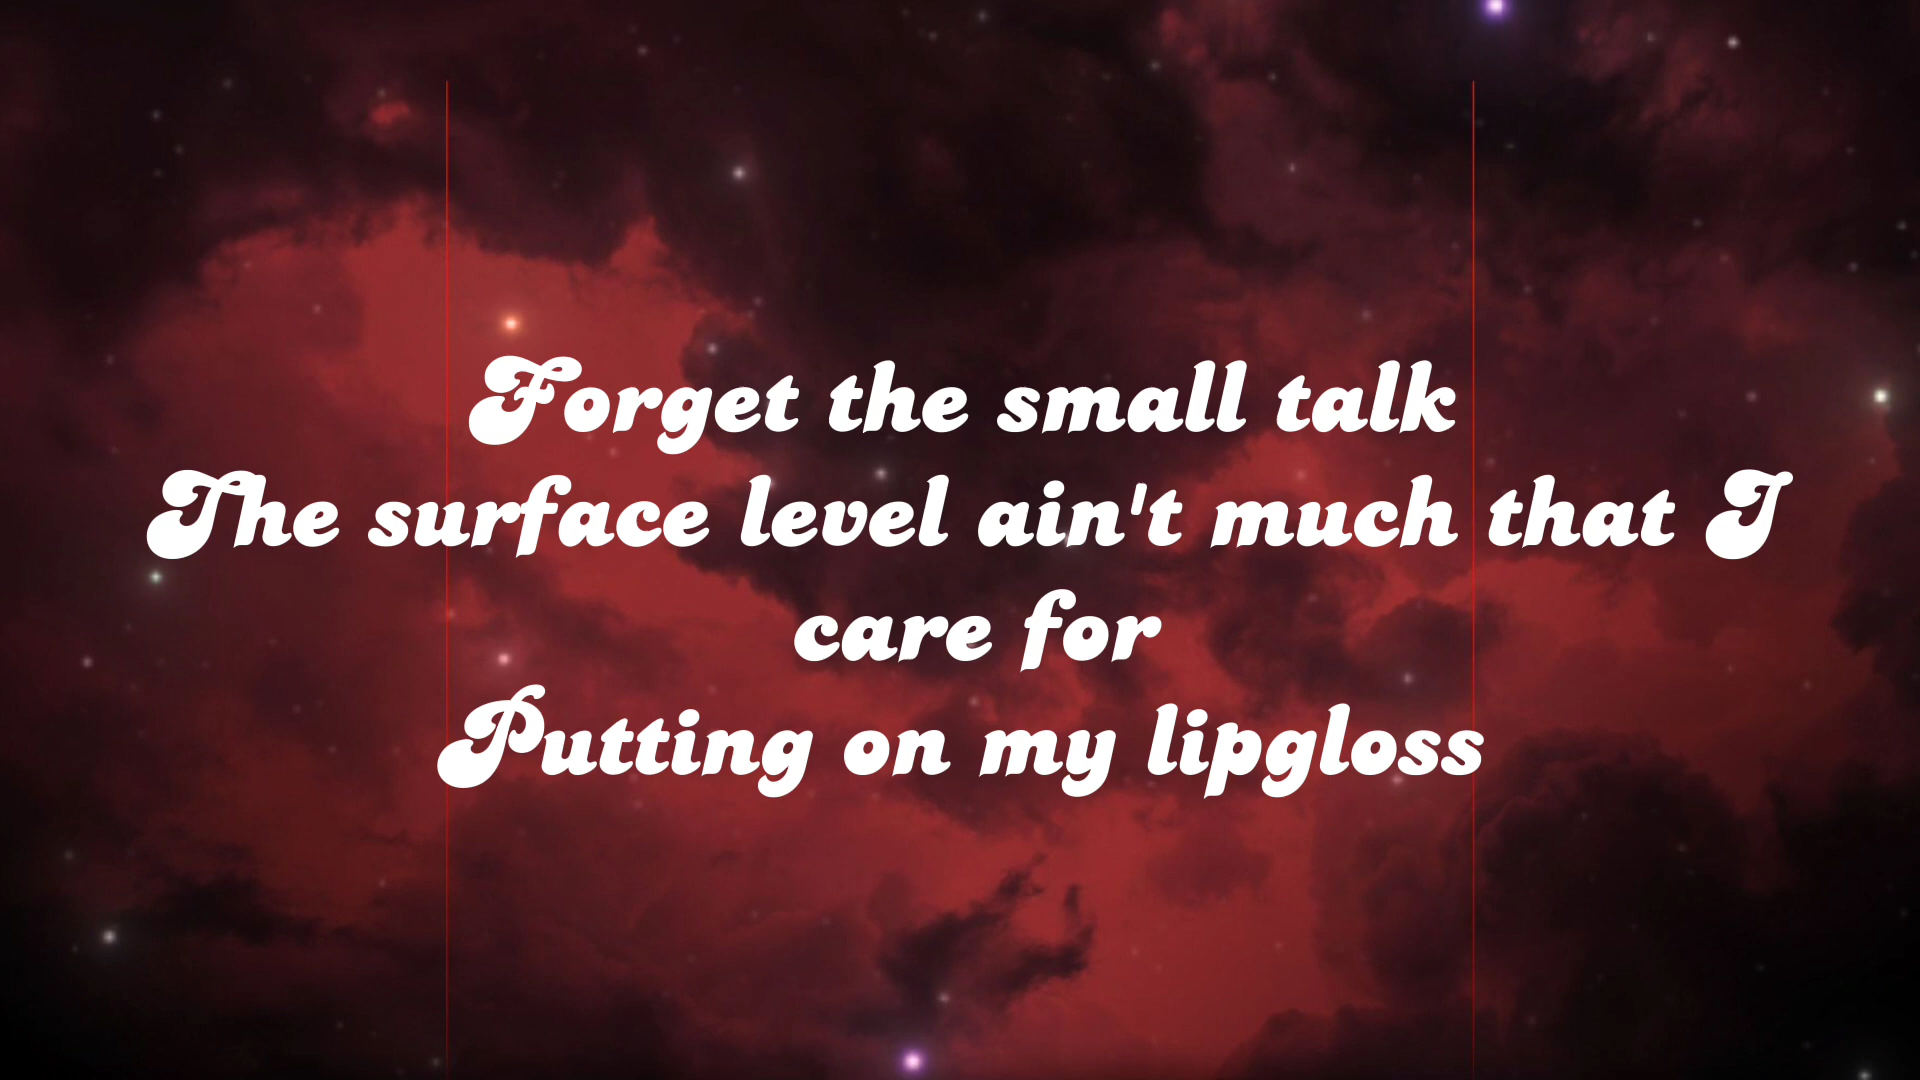 Forget the small talk
The surface level ain't much that I
care for
Putting on my lipgloss